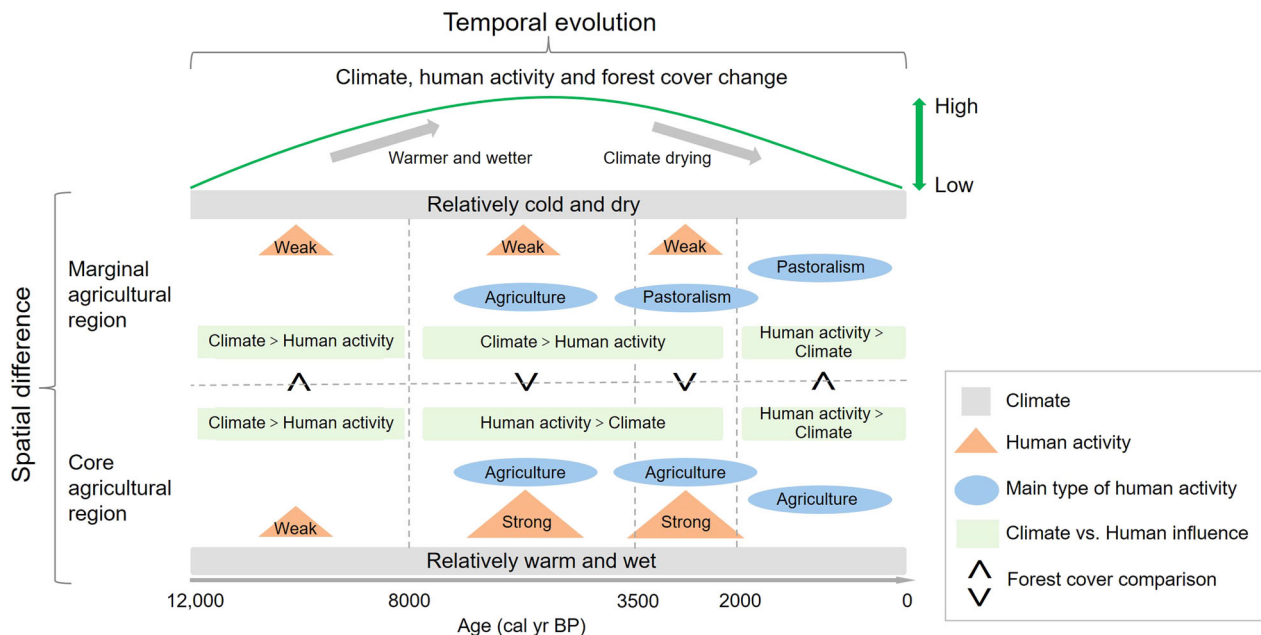 Temporal evolution
Climate, human activity and forest cover change
High
Warmer and wetter
Climate drying
Low
Relatively cold and dry
Spatial difference
Marginal
agricultural
region
Weak
Weak
Weak
Pastoralism
Agriculture
Pastoralism
Climate > Human activity
Climate > Human activity
Human activity >
Climate
Climate > Human activity
Human activity > Climate
Human activity >
Climate
Core
agricultural
region
Agriculture
Agriculture
Agriculture
Weak
Strong
Strong
Relatively warm and wet
12,000
8000
3500
2000
0
Age (cal yr BP)
Climate
Human activity
Main type of human activity
Climate vs. Human influence
Forest cover comparison